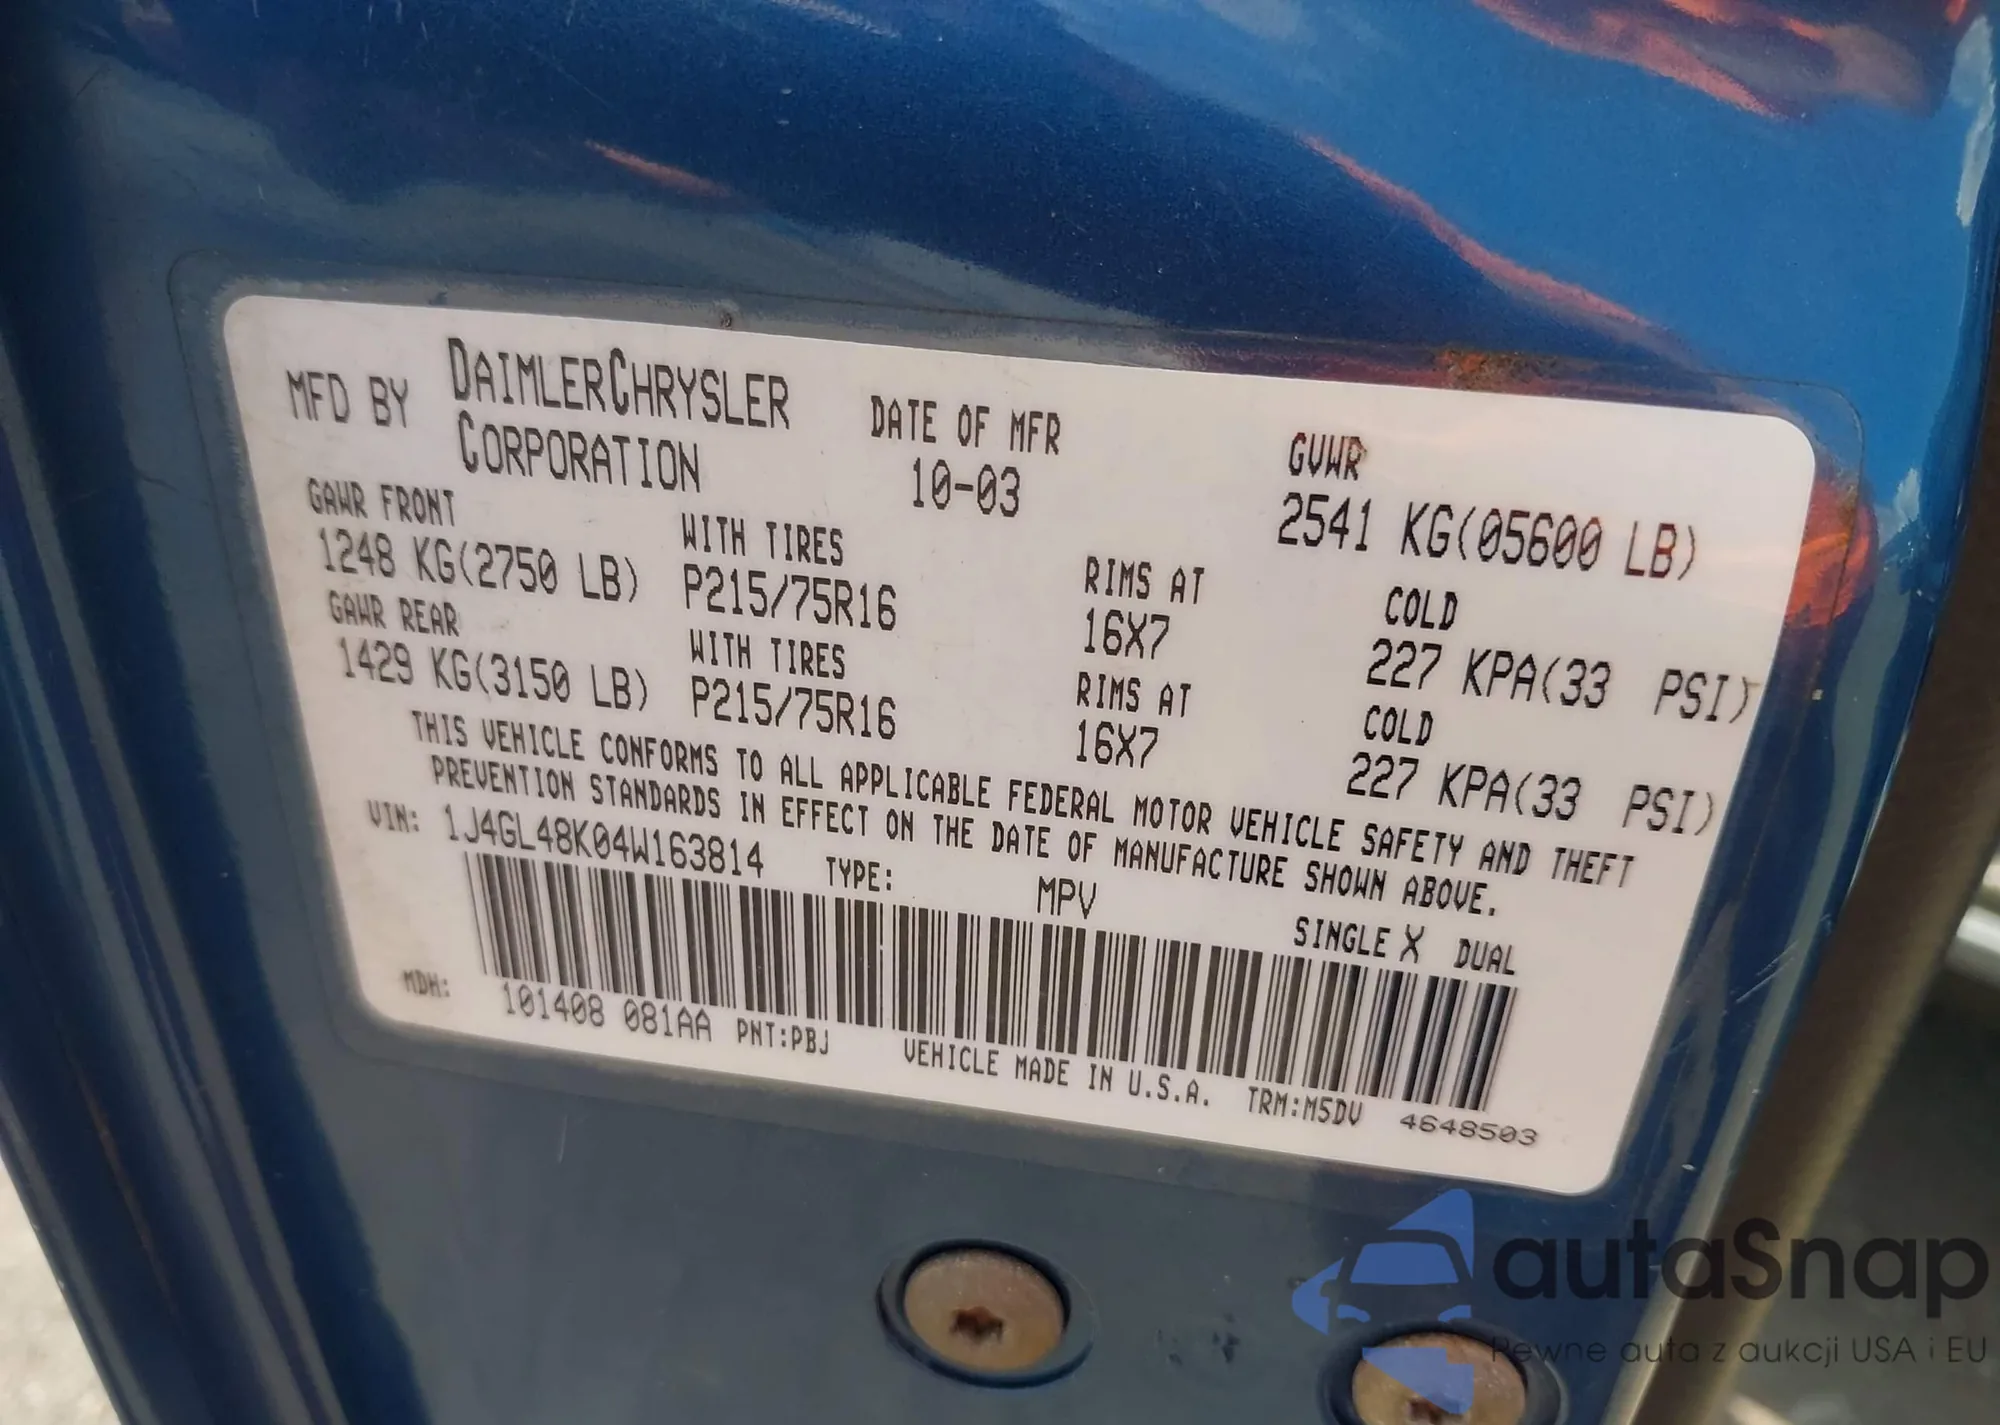 MFD BY DAIMLERCHRYSLER CORPORATION DATE OF MFR 10-03 GVWR 2541 KG(05600 LB)
GAWR FRONT WITH TIRES RIMS AT COLD
1248 KG(2750 LB) P215/75R16 16X7 227 KPA(33 PSI)
GAWR REAR WITH TIRES RIMS AT COLD
1429 KG(3150 LB) P215/75R16 16X7 227 KPA(33 PSI)
THIS VEHICLE CONFORMS TO ALL APPLICABLE FEDERAL MOTOR VEHICLE SAFETY AND THEFT
PREVENTION STANDARDS IN EFFECT ON THE DATE OF MANUFACTURE SHOWN ABOVE.
VIN: 1J4GL48K04W163814 TYPE: MPV SINGLE X DUAL
MDH: 101408 081AA PNT:PBJ VEHICLE MADE IN U.S.A. TRM:M5DV 4648503
autaSnap
Pewne auta z aukcji USA i EU